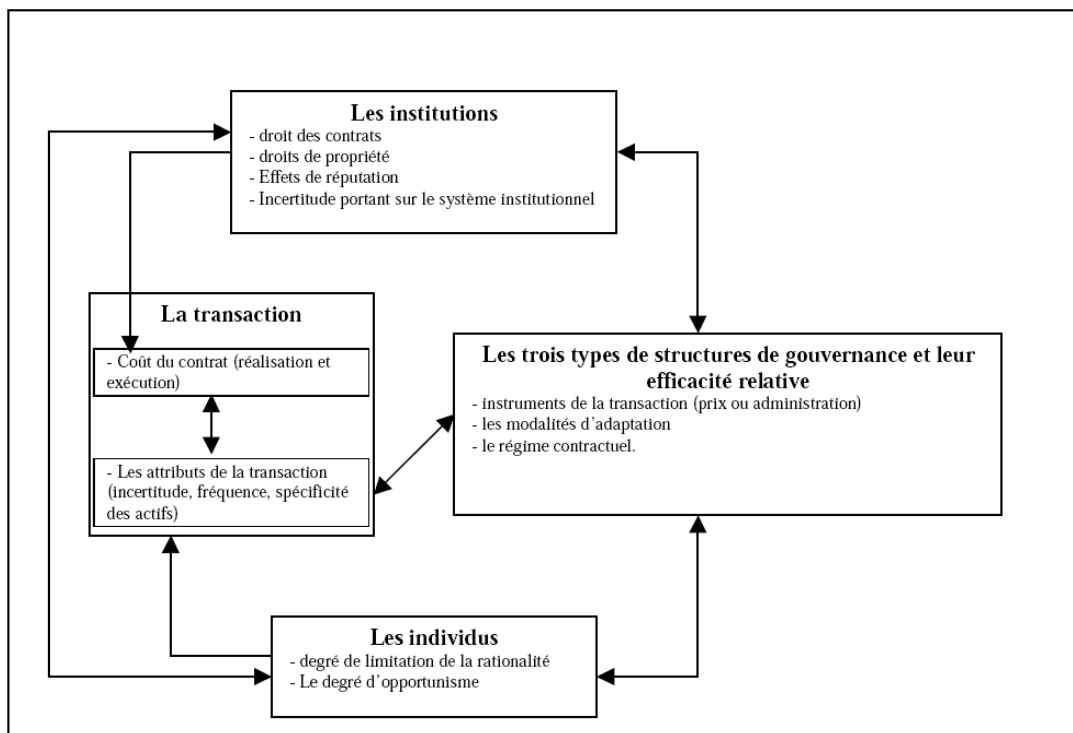 Les institutions
- droit des contrats
- droits de propriété
- Effets de réputation
- Incertitude portant sur le système institutionnel
La transaction
- Coût du contrat (réalisation et
exécution)
- Les attributs de la transaction
(incertitude, fréquence, spécificité
des actifs)
Les trois types de structures de gouvernance et leur
efficacité relative
- instruments de la transaction (prix ou administration)
- les modalités d’adaptation
- le régime contractuel.
Les individus
- degré de limitation de la rationalité
- Le degré d’opportunisme